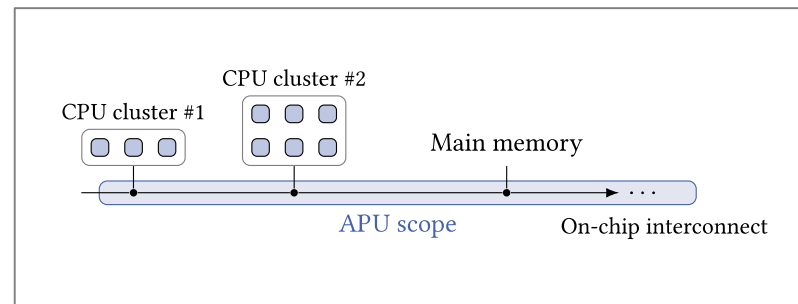 CPU cluster #2
CPU cluster #1
Main memory
· · ·
APU scope
On-chip interconnect